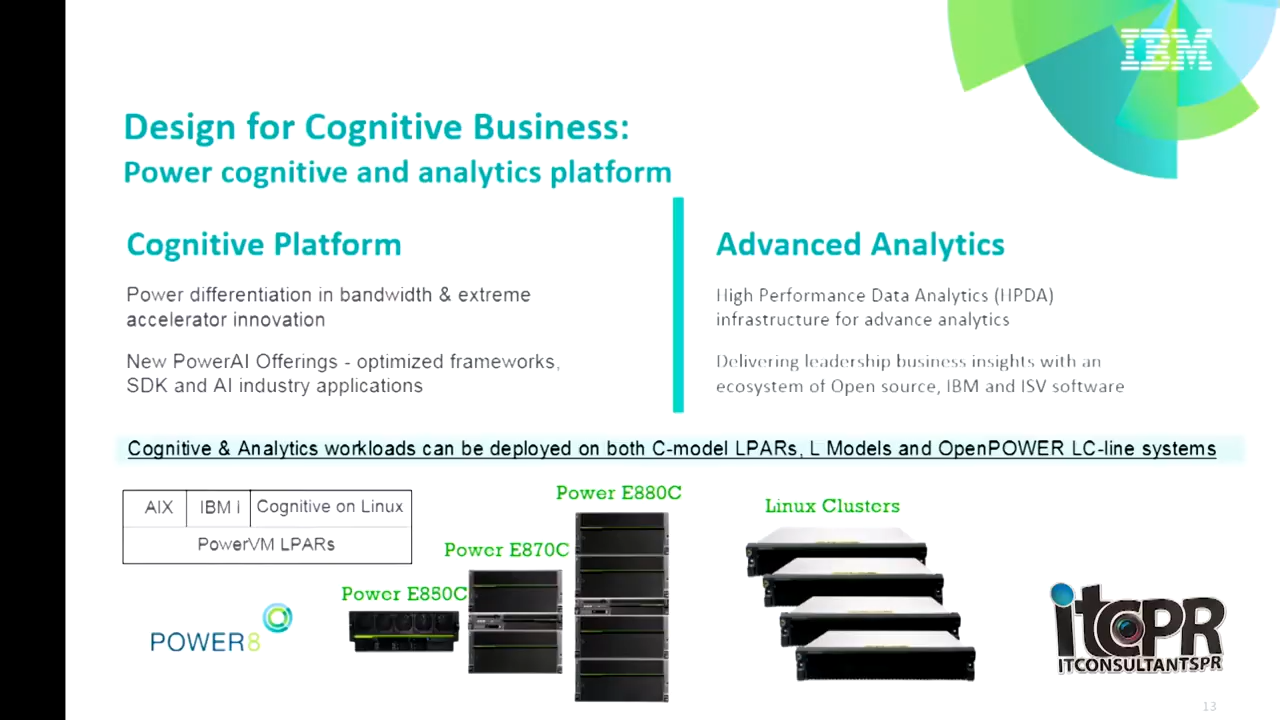 IBM
Design for Cognitive Business:
Power cognitive and analytics platform
Cognitive Platform
Power differentiation in bandwidth & extreme
accelerator innovation
New PowerAI Offerings - optimized frameworks,
SDK and AI industry applications
Advanced Analytics
High Performance Data Analytics (HPDA)
infrastructure for advance analytics
Delivering leadership business insights with an
ecosystem of Open source, IBM and ISV software
Cognitive & Analytics workloads can be deployed on both C-model LPARs, L Models and OpenPOWER LC-line systems
AIX IBM i Cognitive on Linux
PowerVM LPARs
Power E850C
Power E870C
Power E880C
Linux Clusters
POWER8
itCPR
ITCONSULTANTSPR
13